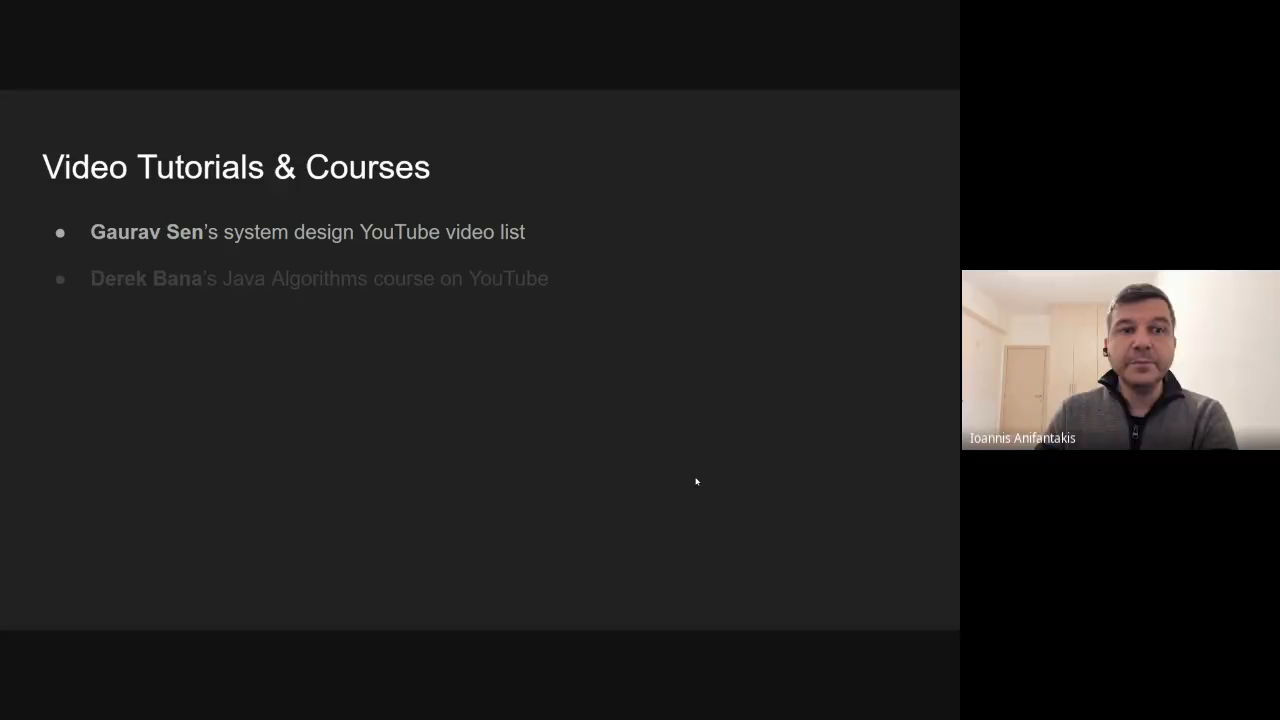 Video Tutorials & Courses
● Gaurav Sen's system design YouTube video list
● Derek Bana's Java Algorithms course on YouTube
Ioannis Anifantakis